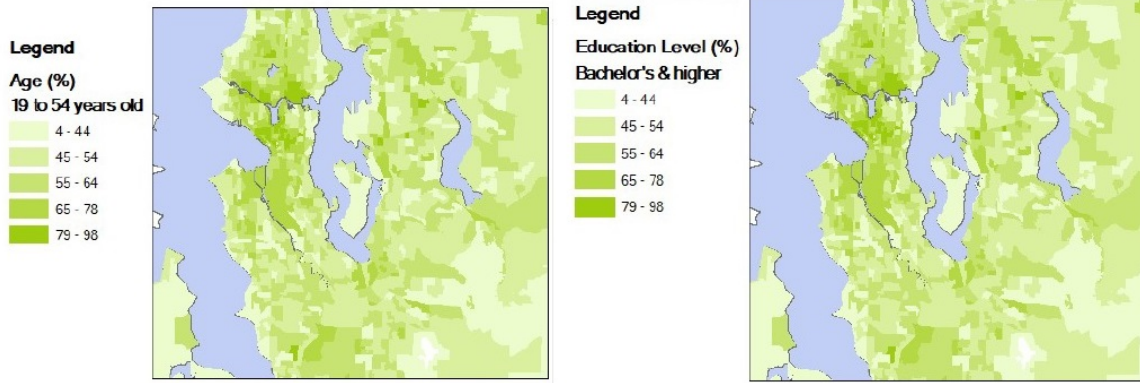 Legend
Age (%)
19 to 54 years old
4 - 44
45 - 54
55 - 64
65 - 78
79 - 98
Legend
Education Level (%)
Bachelor's & higher
4 - 44
45 - 54
55 - 64
65 - 78
79 - 98